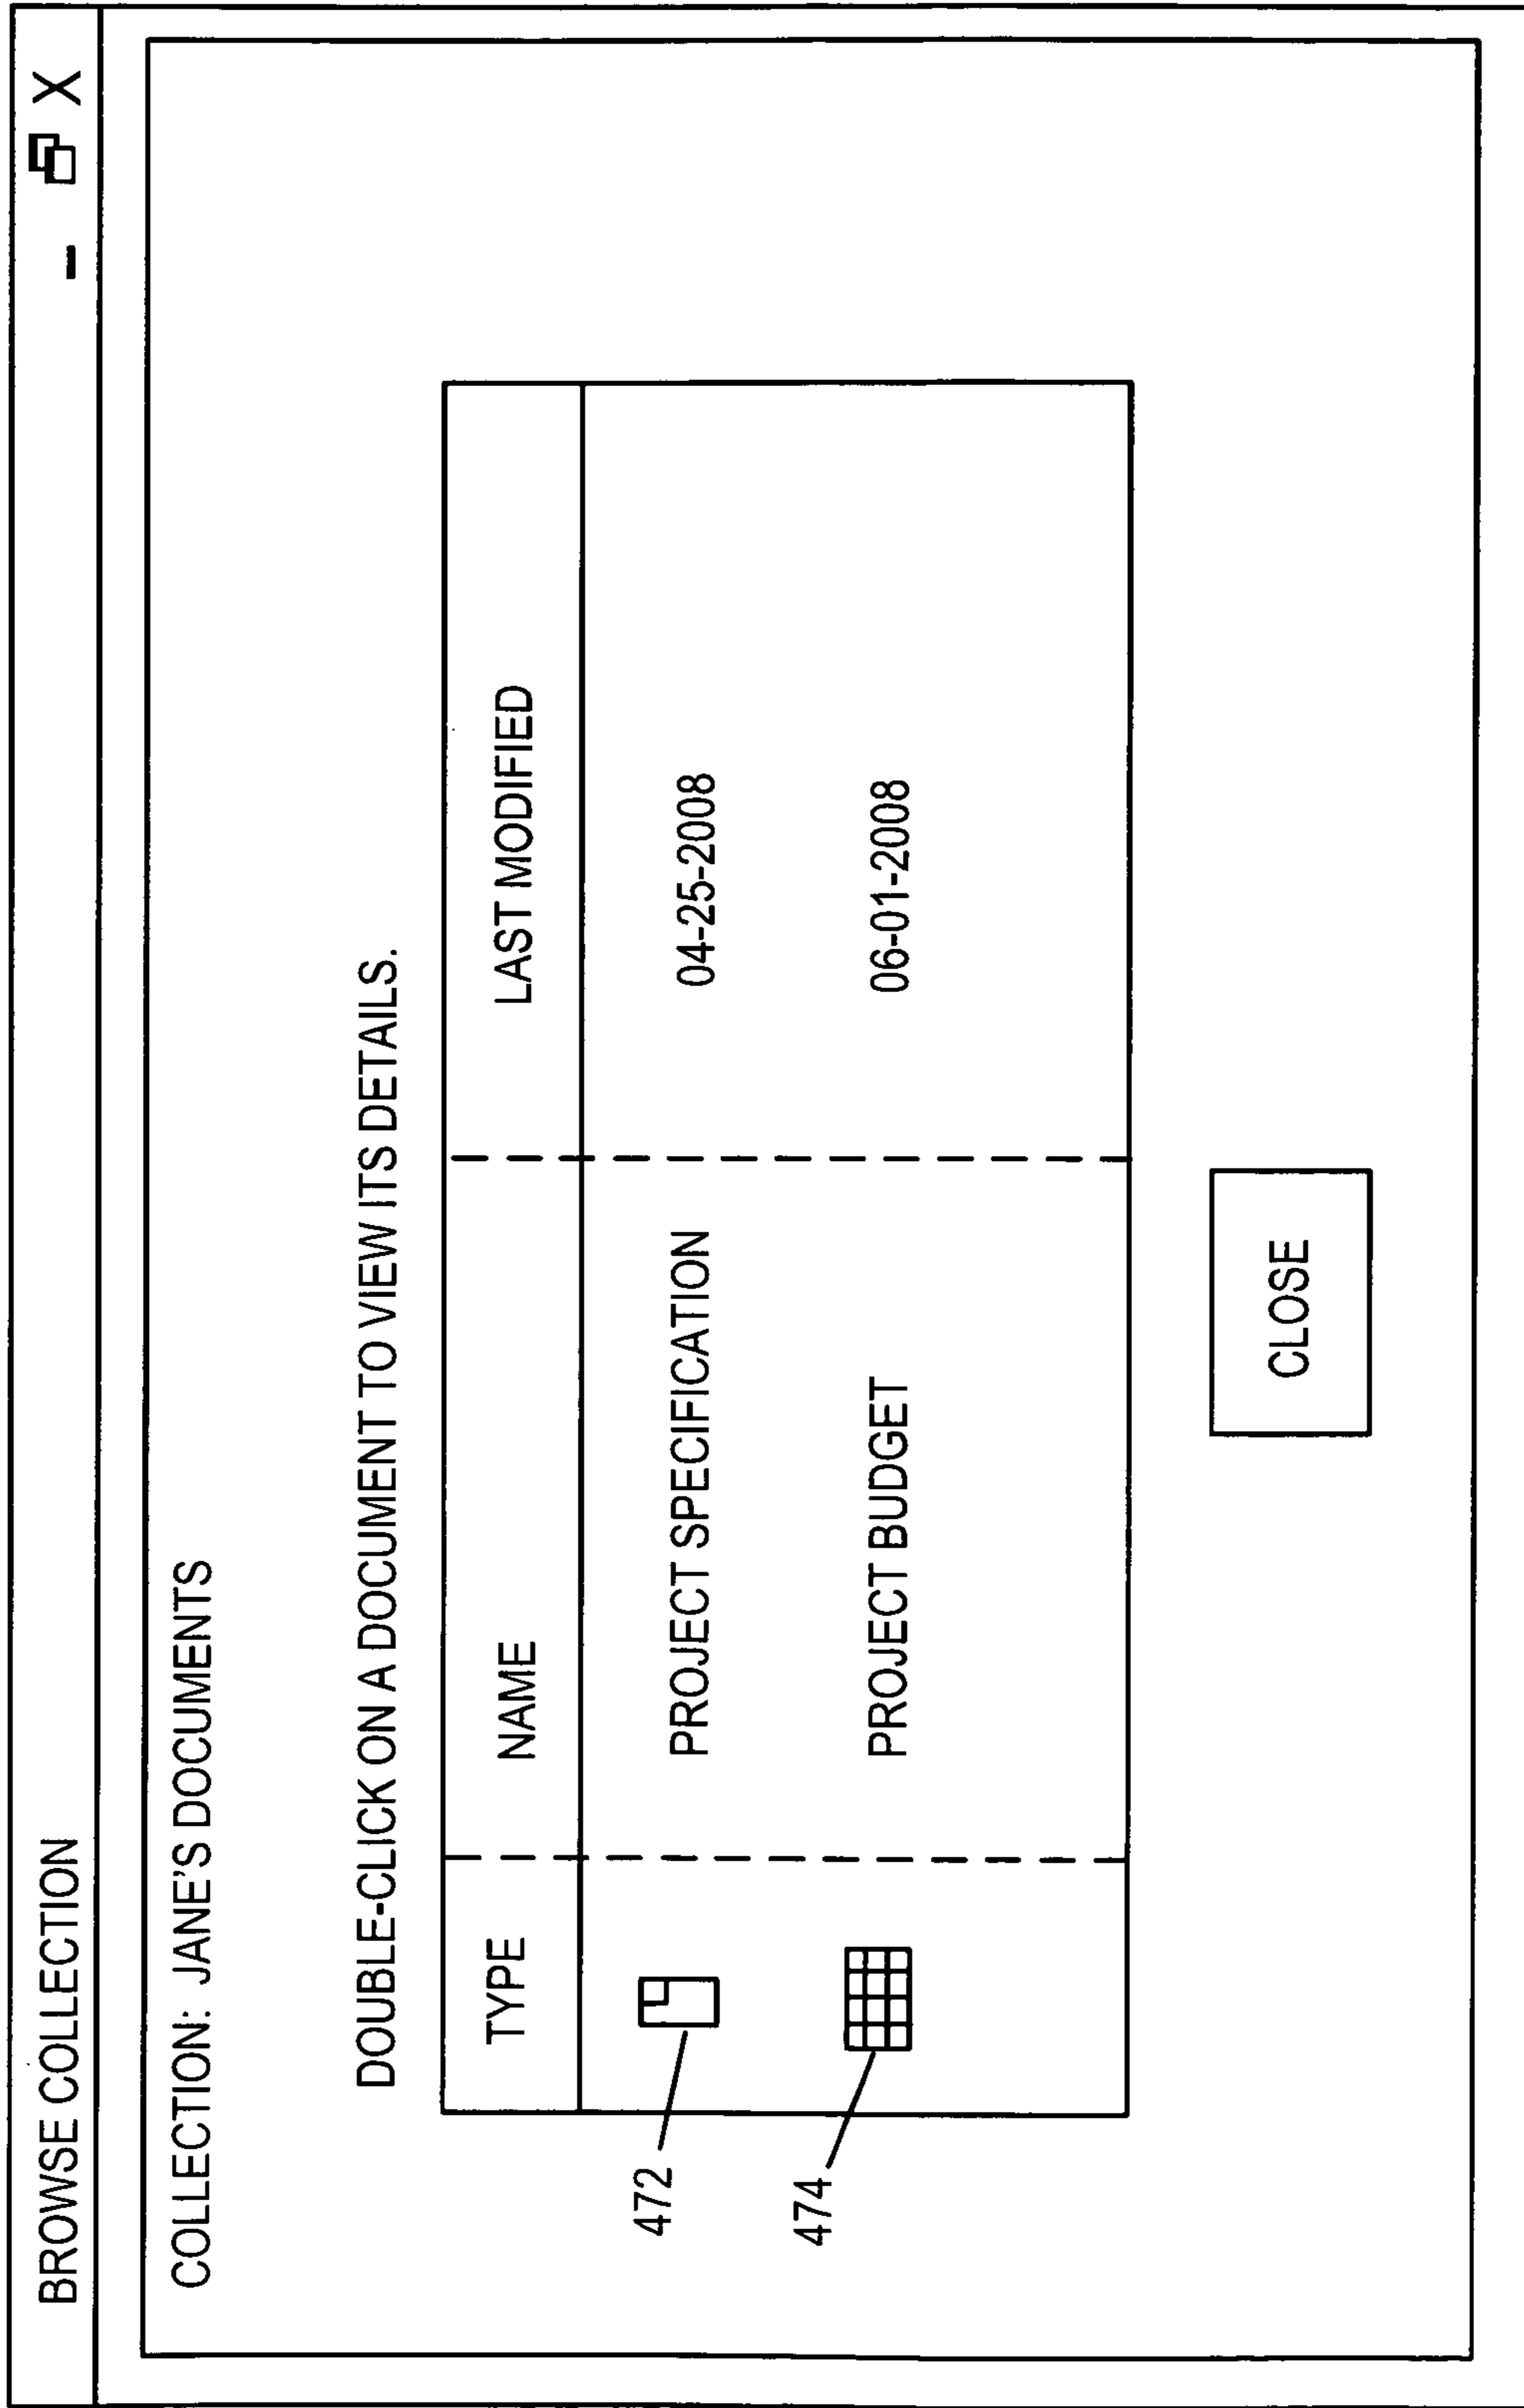 BROWSE COLLECTION - X
COLLECTION: JANE'S DOCUMENTS
DOUBLE-CLICK ON A DOCUMENT TO VIEW ITS DETAILS.
TYPE NAME LAST MODIFIED
472 PROJECT SPECIFICATION 04-25-2008
474 PROJECT BUDGET 06-01-2008
CLOSE